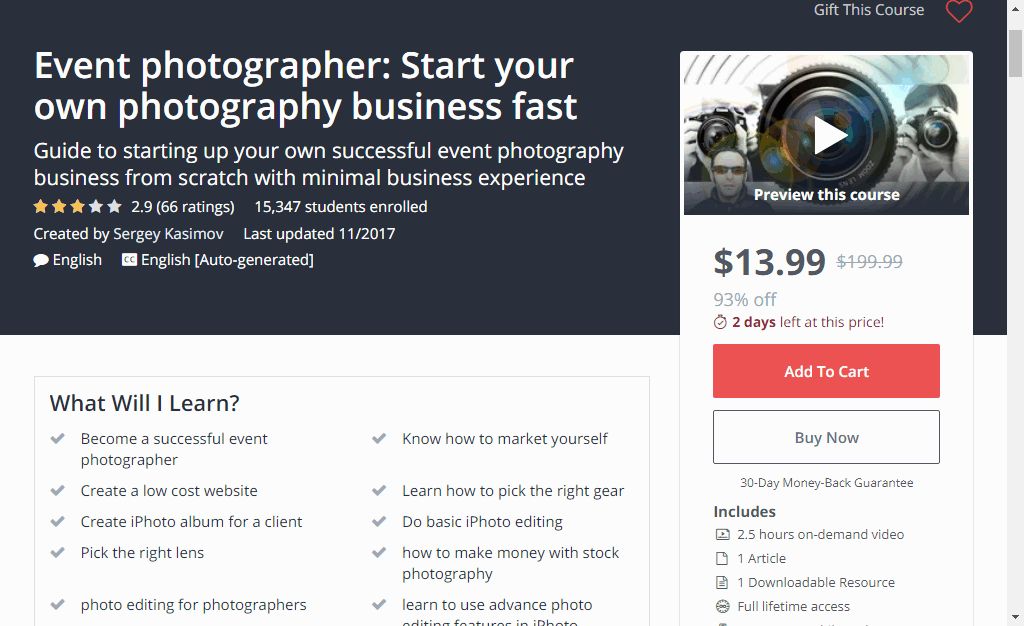 Gift This Course
Event photographer: Start your
own photography business fast
Guide to starting up your own successful event photography
business from scratch with minimal business experience
2.9 (66 ratings) 15,347 students enrolled
Created by Sergey Kasimov Last updated 11/2017
English CC English [Auto-generated]
Preview this course
$13.99 $199.99
93% off
2 days left at this price!
Add To Cart
Buy Now
30-Day Money-Back Guarantee
Includes
2.5 hours on-demand video
1 Article
1 Downloadable Resource
Full lifetime access
What Will I Learn?
Become a successful event
photographer
Know how to market yourself
Create a low cost website
Learn how to pick the right gear
Create iPhoto album for a client
Do basic iPhoto editing
Pick the right lens
how to make money with stock
photography
photo editing for photographers
learn to use advance photo
editing features in iPhoto